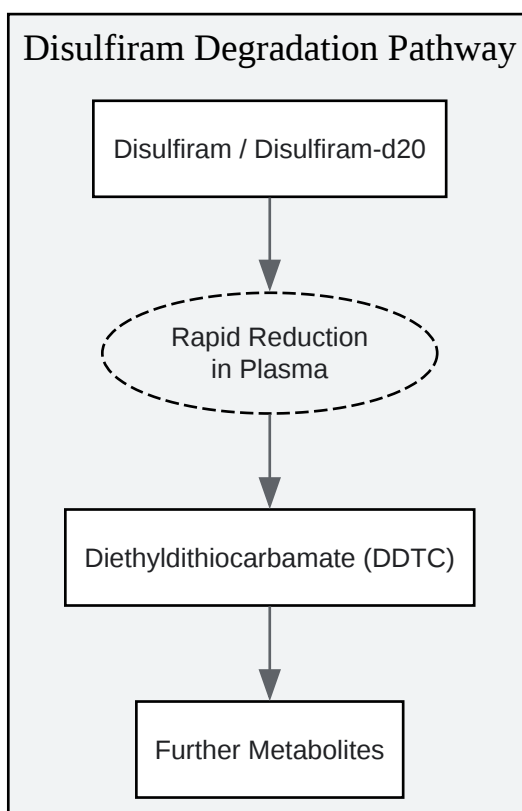 Disulfiram Degradation Pathway
Disulfiram / Disulfiram-d20
Rapid Reduction
in Plasma
Diethyldithiocarbamate (DDTC)
Further Metabolites